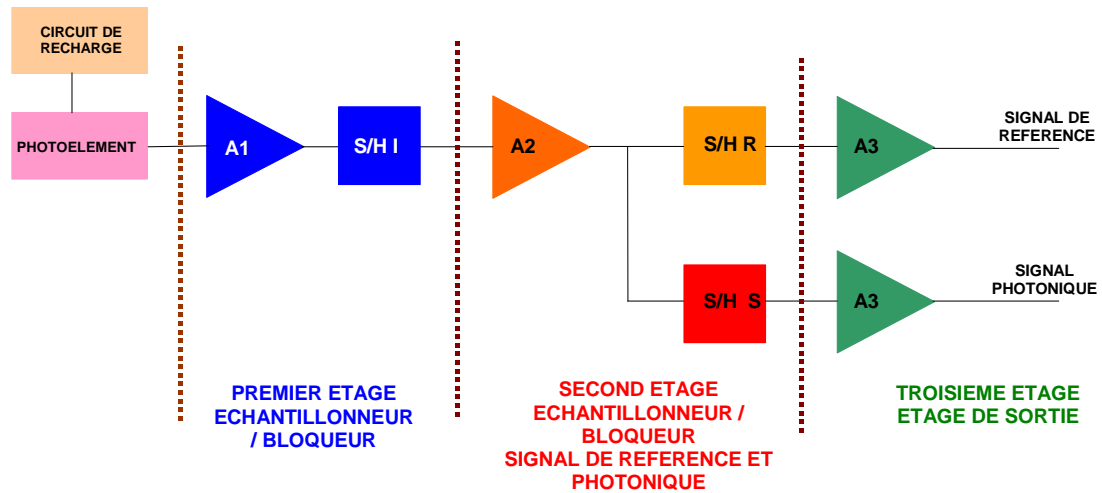 CIRCUIT DE
RECHARGE
PHOTOELEMENT
A1
S/H I
A2
S/H R
A3
SIGNAL DE
REFERENCE
S/H S
A3
SIGNAL
PHOTONIQUE
PREMIER ETAGE
ECHANTILLONNEUR
/ BLOQUEUR
SECOND ETAGE
ECHANTILLONNEUR /
BLOQUEUR
SIGNAL DE REFERENCE ET
PHOTONIQUE
TROISIEME ETAGE
ETAGE DE SORTIE